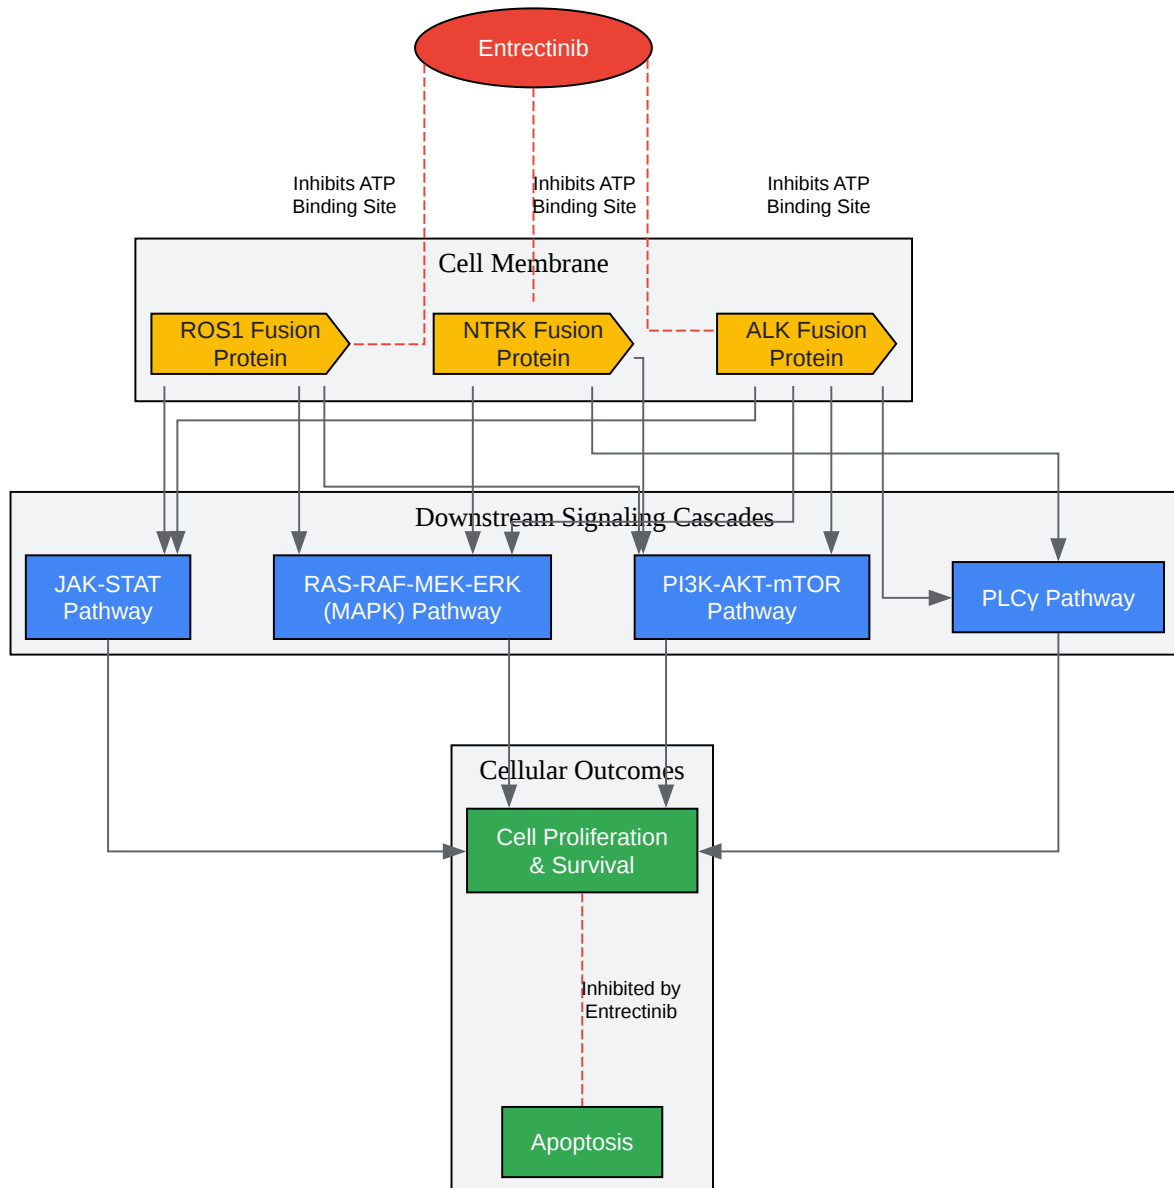 Entrectinib
Inhibits ATP
Binding Site
Inhibits ATP
Binding Site
Inhibits ATP
Binding Site
Cell Membrane
ROS1 Fusion
Protein
NTRK Fusion
Protein
ALK Fusion
Protein
Downstream Signaling Cascades
JAK-STAT
Pathway
RAS-RAF-MEK-ERK
(MAPK) Pathway
PI3K-AKT-mTOR
Pathway
PLCγ Pathway
Cellular Outcomes
Cell Proliferation
& Survival
Inhibited by
Entrectinib
Apoptosis